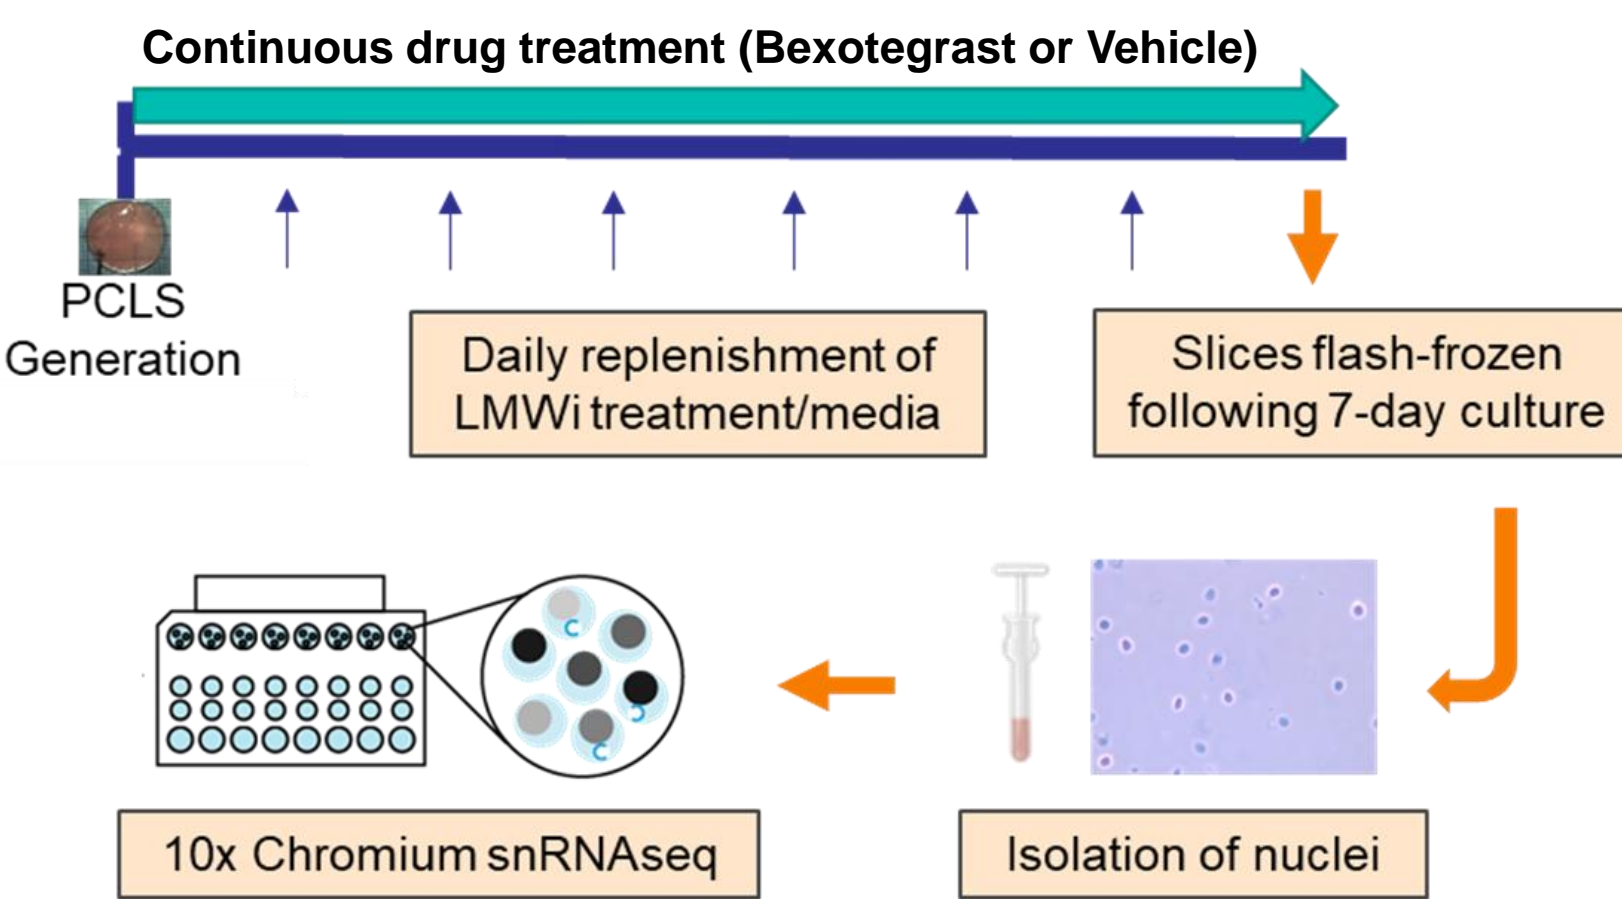 Continuous drug treatment (Bexotegrast or Vehicle)
PCLS
Generation
Daily replenishment of
LMWi treatment/media
Slices flash-frozen
following 7-day culture
10x Chromium snRNAseq
Isolation of nuclei